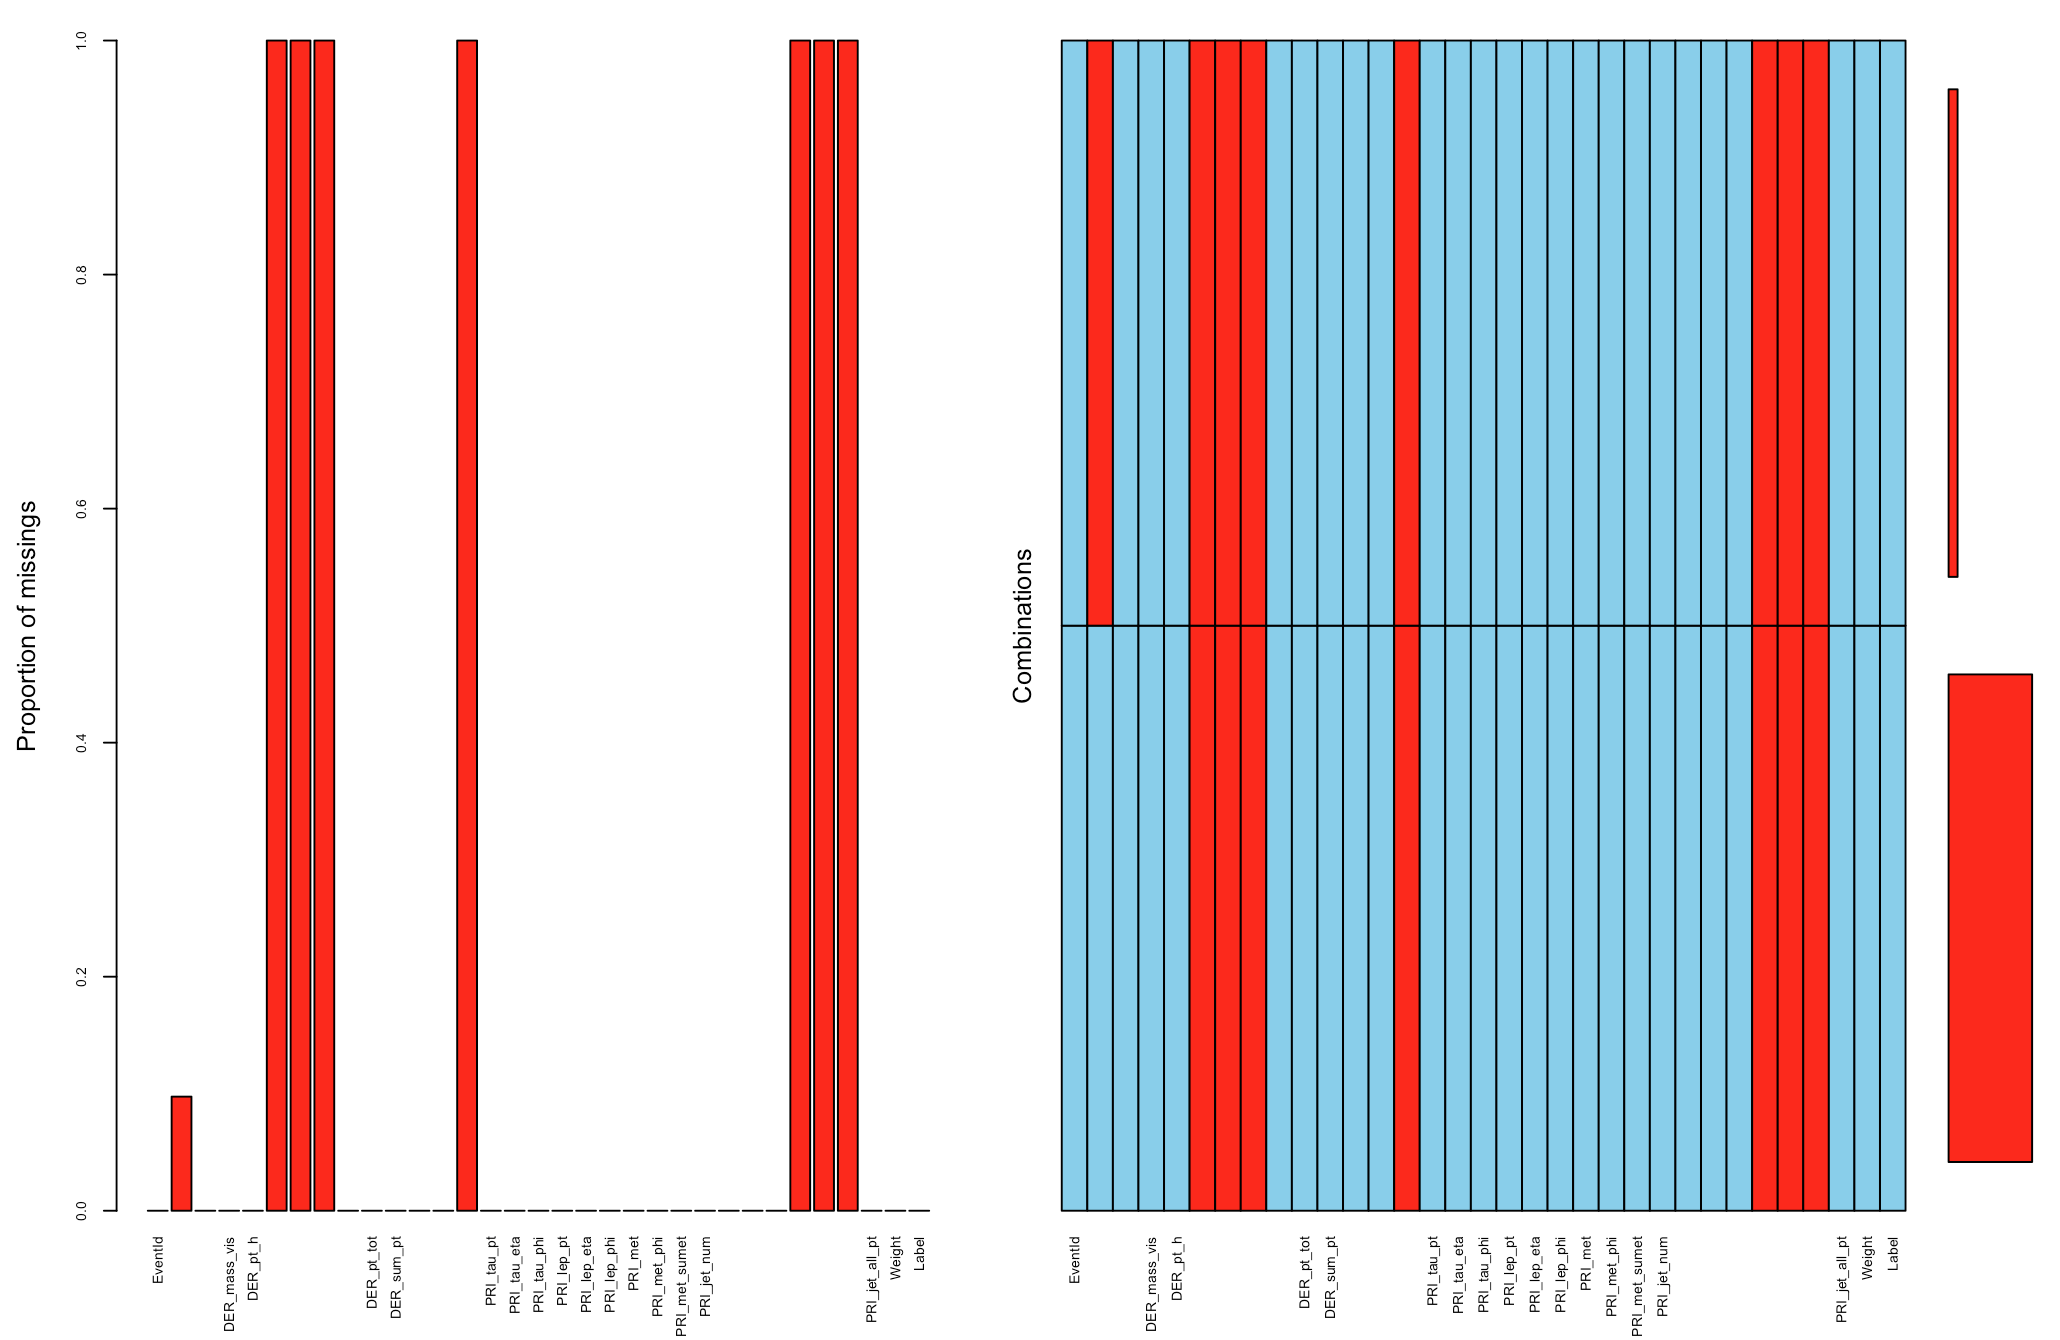 Proportion of missings
1.0
0.8
0.6
0.4
0.2
0.0
EventId
DER_mass_vis
DER_pt_h
DER_pt_tot
DER_sum_pt
PRI_tau_pt
PRI_tau_eta
PRI_tau_phi
PRI_lep_pt
PRI_lep_eta
PRI_lep_phi
PRI_met
PRI_met_phi
PRI_met_sumet
PRI_jet_num
PRI_jet_all_pt
Weight
Label
Combinations
EventId
DER_mass_vis
DER_pt_h
DER_pt_tot
DER_sum_pt
PRI_tau_pt
PRI_tau_eta
PRI_tau_phi
PRI_lep_pt
PRI_lep_eta
PRI_lep_phi
PRI_met
PRI_met_phi
PRI_met_sumet
PRI_jet_num
PRI_jet_all_pt
Weight
Label